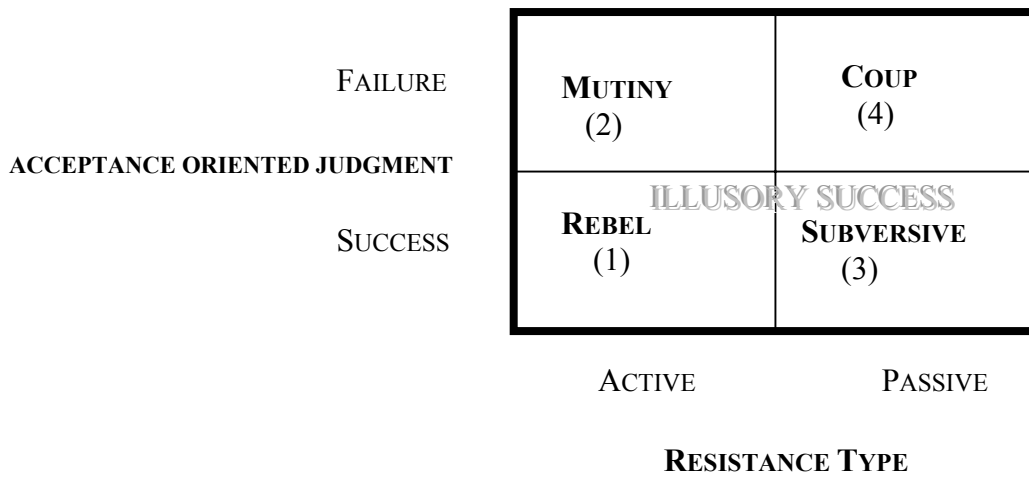 FAILURE
MUTINY
(2)
COUP
(4)
ACCEPTANCE ORIENTED JUDGMENT
ILLUSORY SUCCESS
SUCCESS
REBEL
(1)
SUBVERSIVE
(3)
ACTIVE
PASSIVE
RESISTANCE TYPE